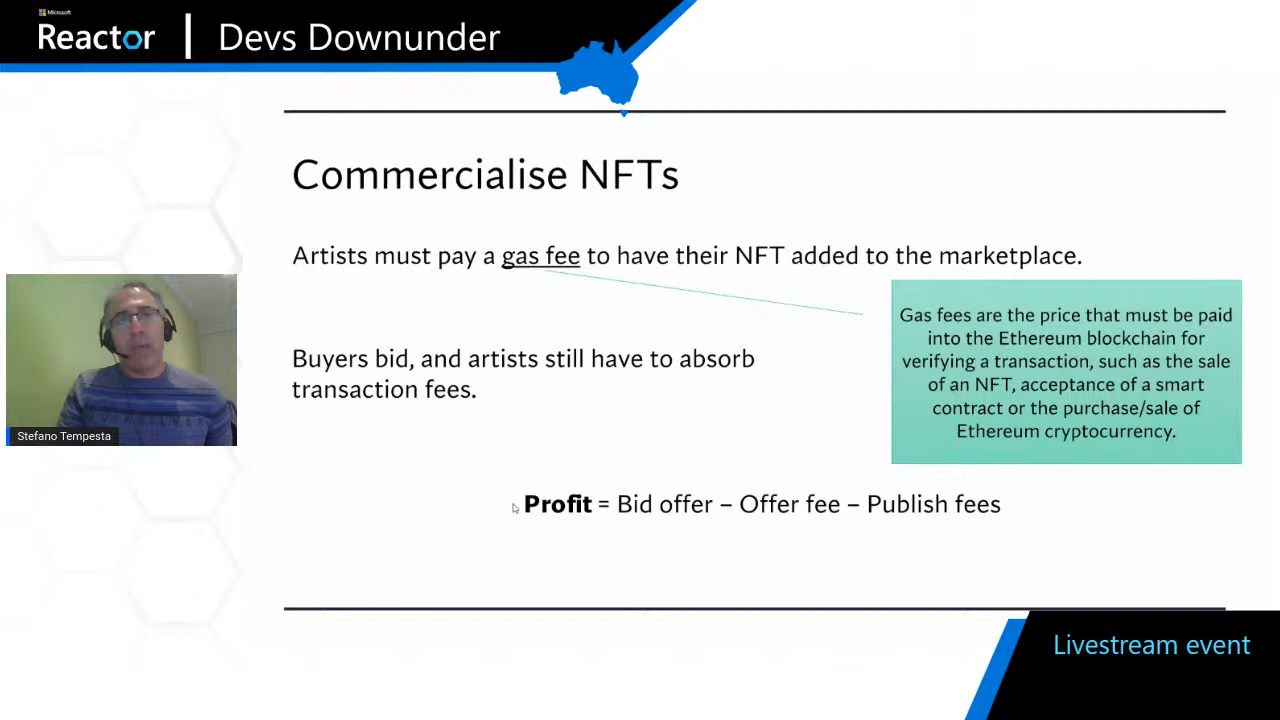 Microsoft
Reactor | Devs Downunder
Commercialise NFTs
Artists must pay a gas fee to have their NFT added to the marketplace.
Gas fees are the price that must be paid
into the Ethereum blockchain for
verifying a transaction, such as the sale
of an NFT, acceptance of a smart
contract or the purchase/sale of
Ethereum cryptocurrency.
Buyers bid, and artists still have to absorb
transaction fees.
Stefano Tempesta
Profit = Bid offer – Offer fee – Publish fees
Livestream event